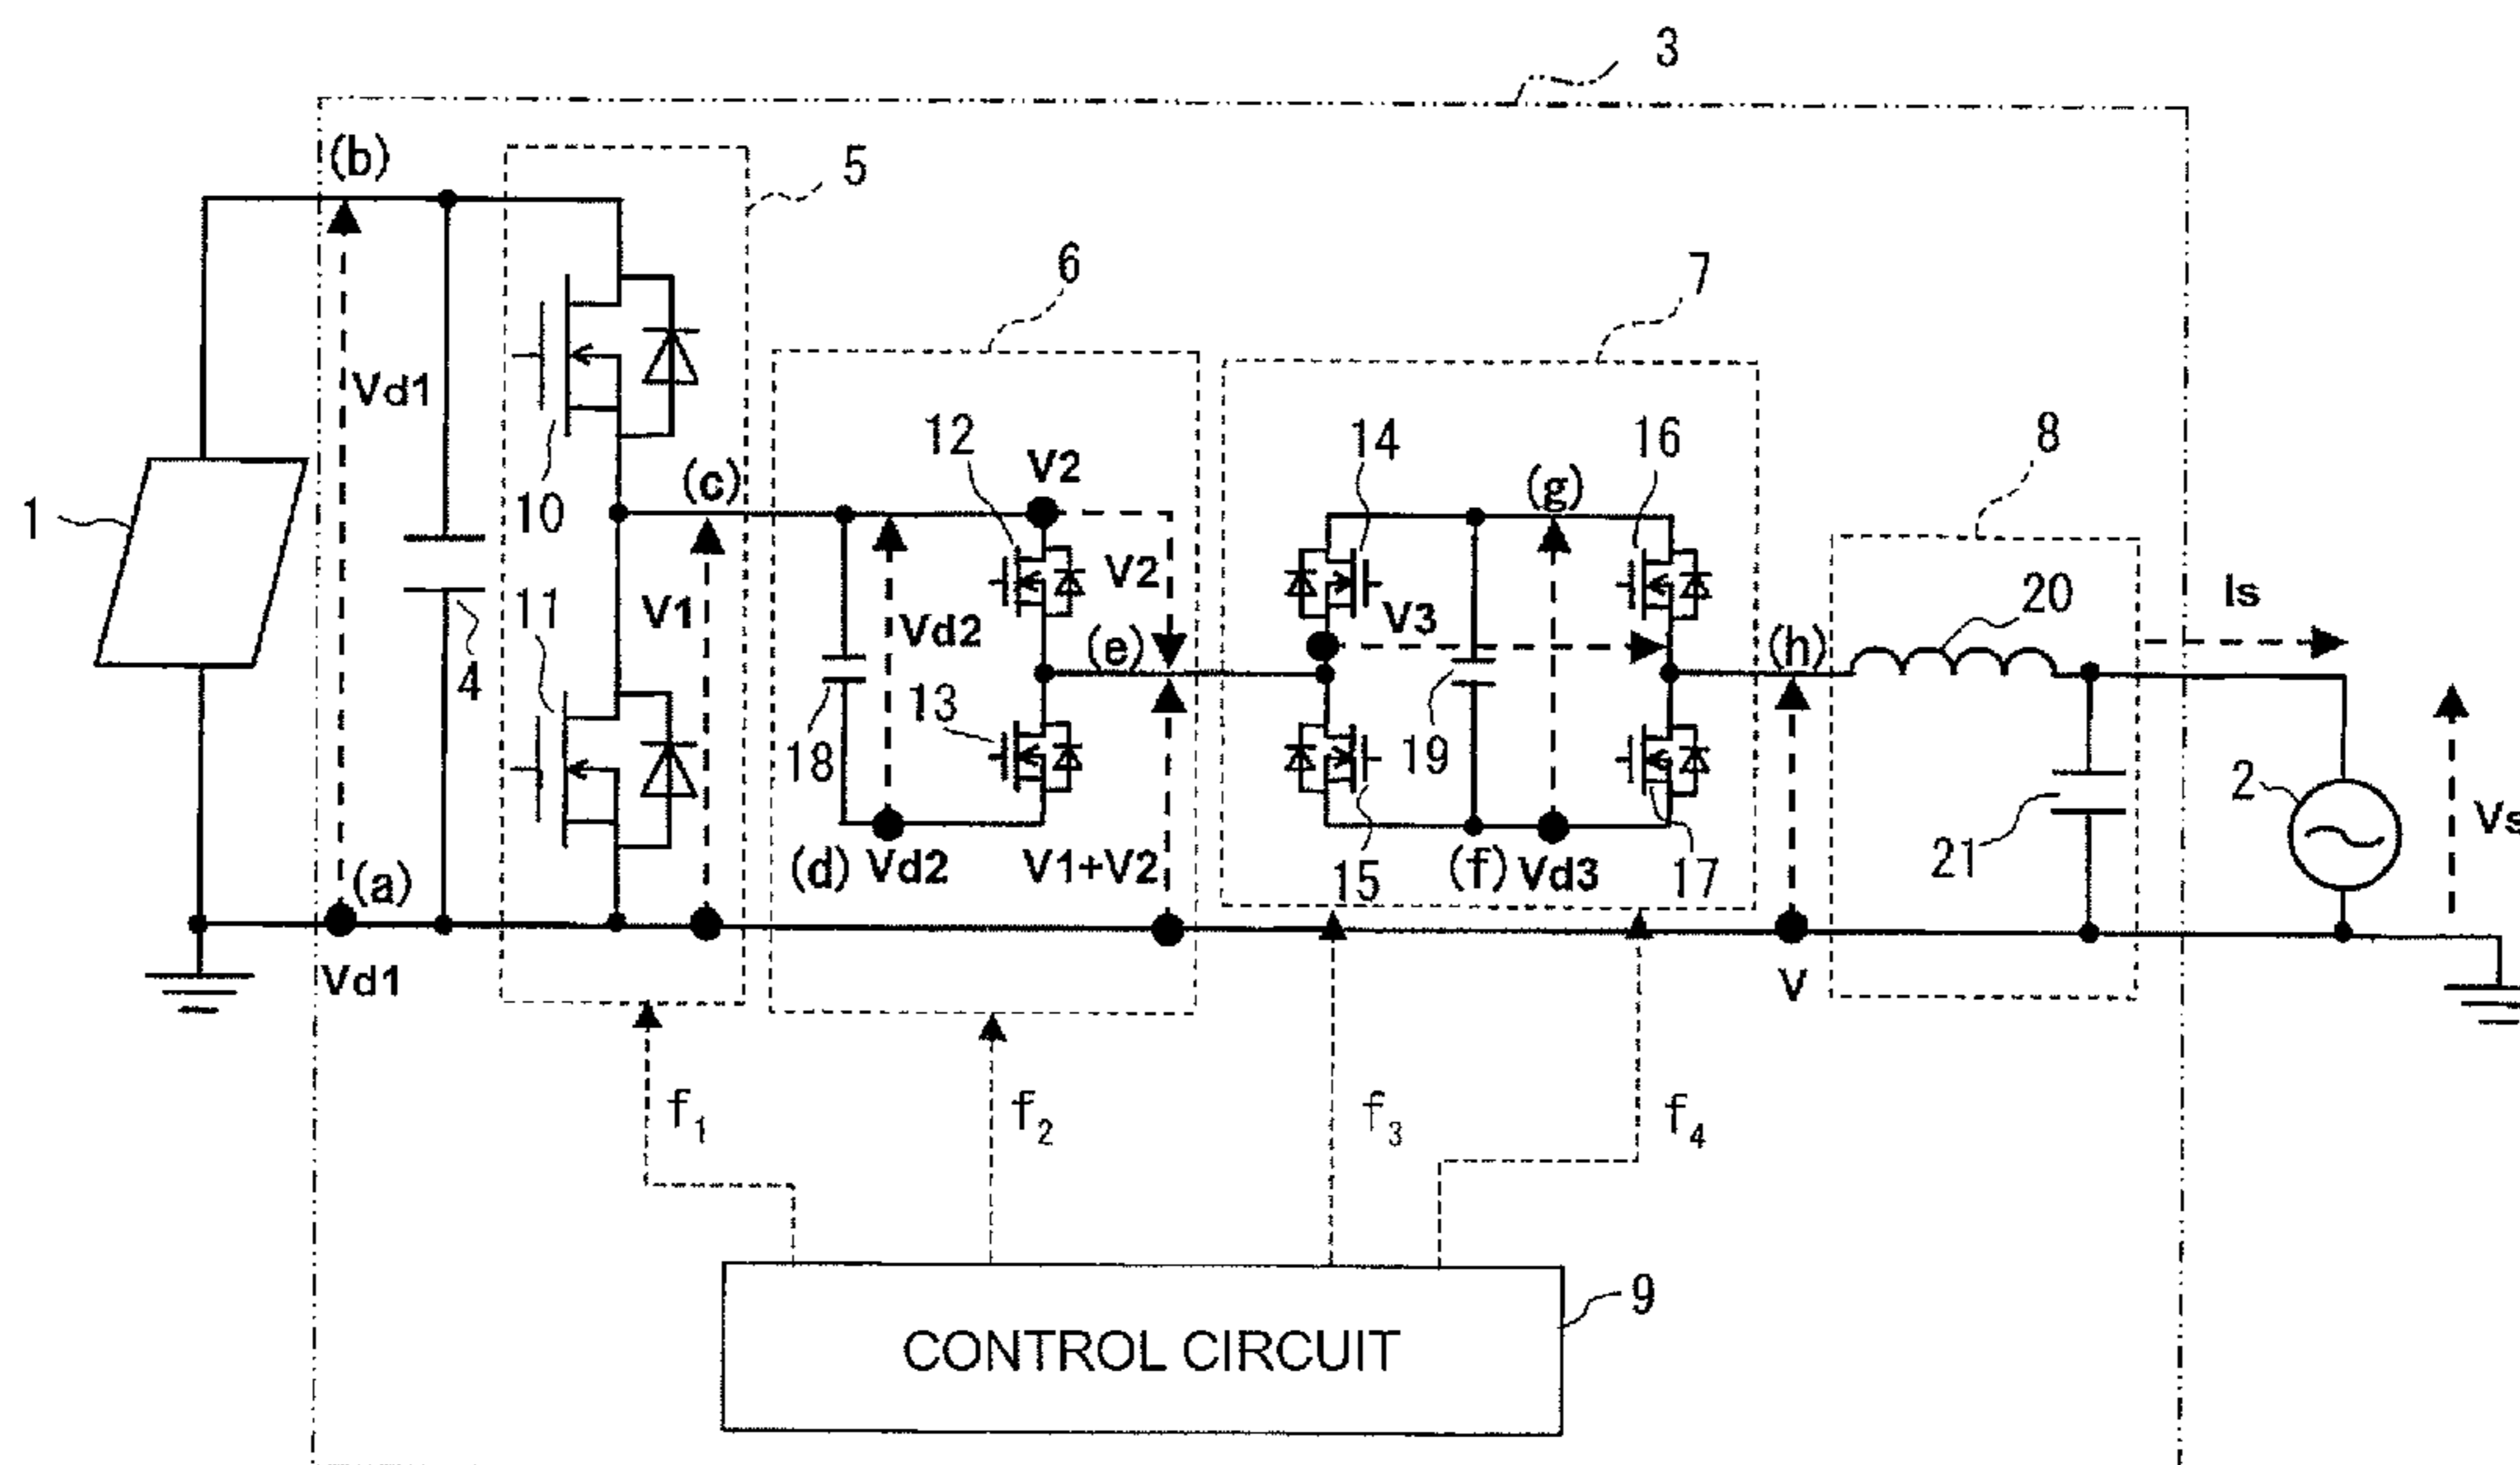 3
(b)
5
6
7
Vd1
8
12
14
16
1
10
(c)
V2
(g)
11
V1
V2
Vd2
V3
20
Is
(e)
(h)
4
13
18
19
2
Vs
(a)
(d)
Vd2
V1+V2
15
(f)
Vd3
17
21
Vd1
V
f1
f2
f3
f4
9
CONTROL CIRCUIT